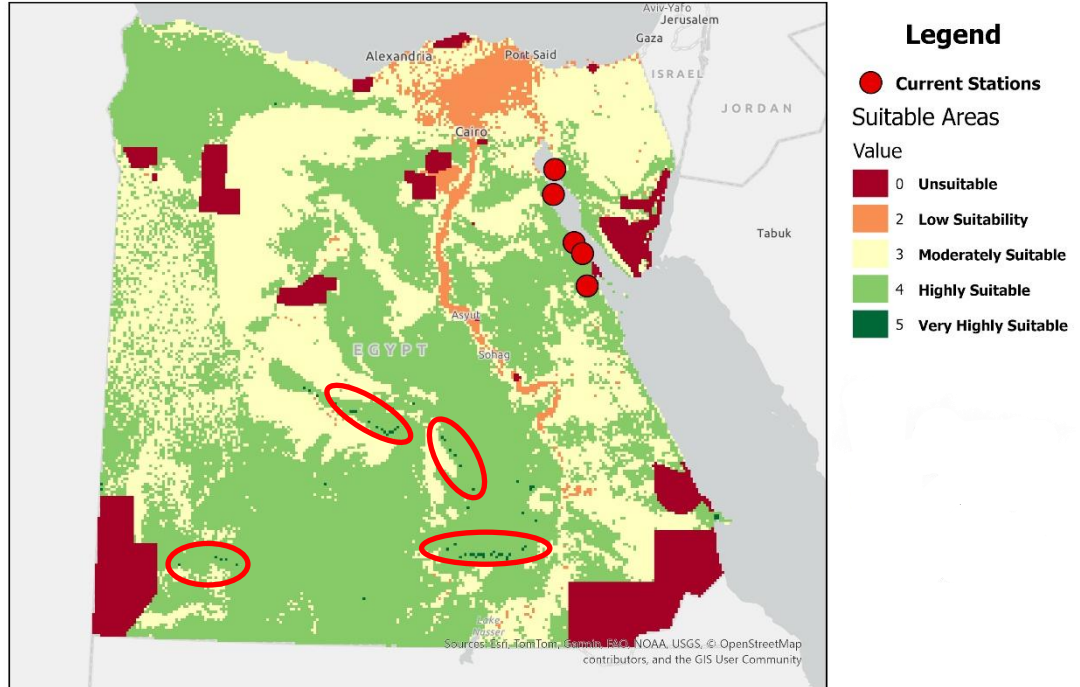 Aviv-Yafo
Jerusalem
Gaza
Alexandria
Port Said
ISRAEL
JORDAN
Cairo
Tabuk
Asyut
EGYPT
Sohag
Lake
Nasser
Sources: Esri, TomTom, Garmin, FAO, NOAA, USGS, © OpenStreetMap
contributors, and the GIS User Community
Legend
Current Stations
Suitable Areas
Value
0 Unsuitable
2 Low Suitability
3 Moderately Suitable
4 Highly Suitable
5 Very Highly Suitable